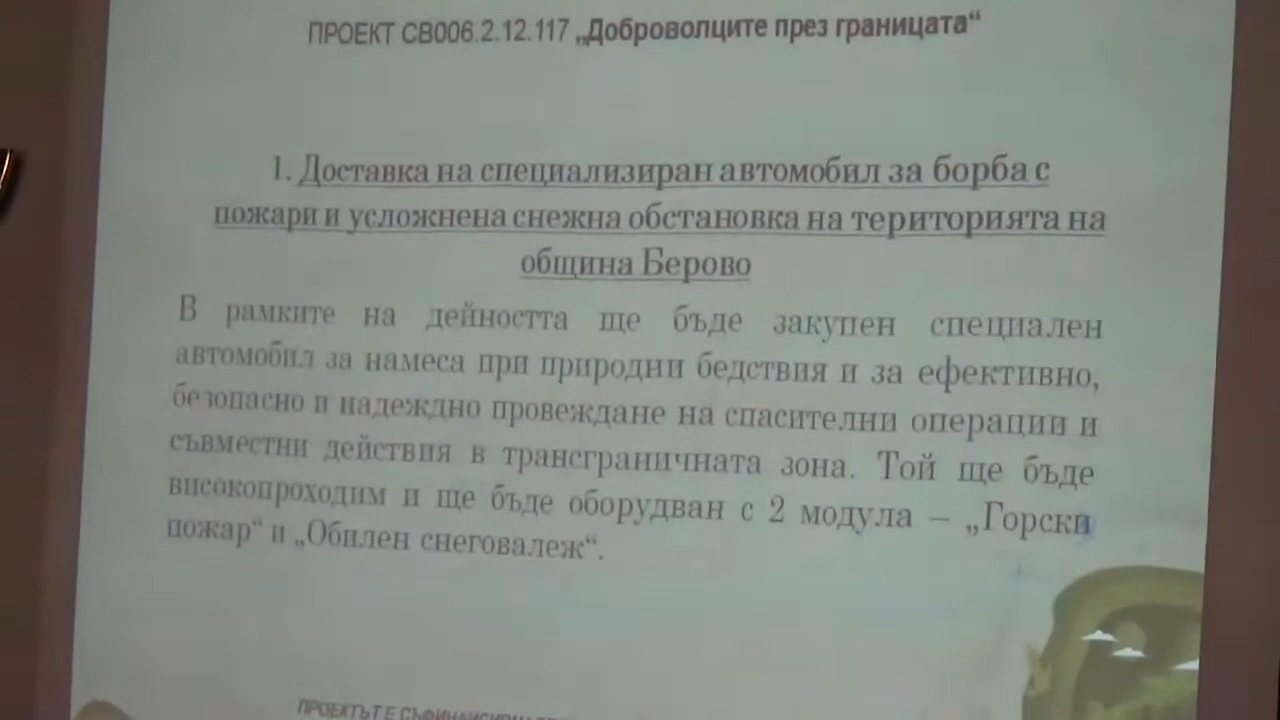 ПРОЕКТ CB006.2.12.117 „Доброволците през границата“
1. Доставка на специализиран автомобил за борба с
пожари и усложнена снежна обстановка на територията на
община Берово
В рамките на дейността ще бъде закупен специален
автомобил за намеса при природни бедствия и за ефективно,
безопасно и надеждно провеждане на спасителни операции и
съвместни действия в трансграничната зона. Той ще бъде
високопроходим и ще бъде оборудван с 2 модула – „Горски
пожар“ и „Обилен снеговалеж“.
ПРОЕКТЪТ Е